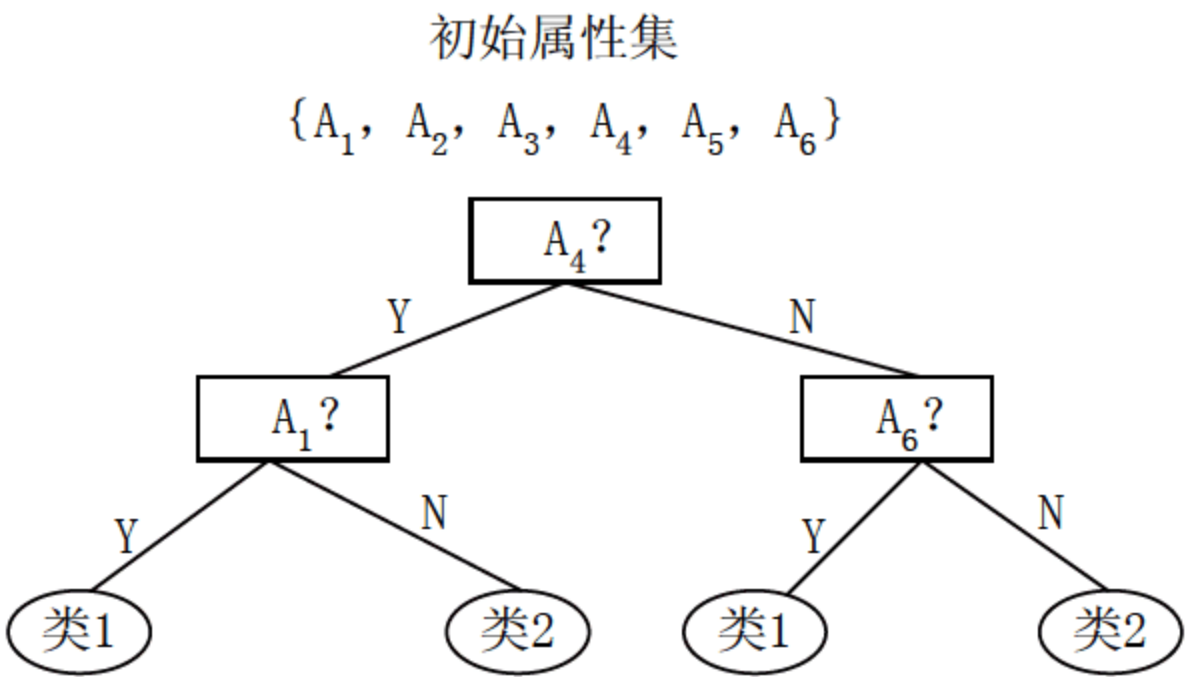 初始属性集
{A₁, A₂, A₃, A₄, A₅, A₆}
A₄?
Y N
A₁? A₆?
Y N Y N
类1 类2 类1 类2